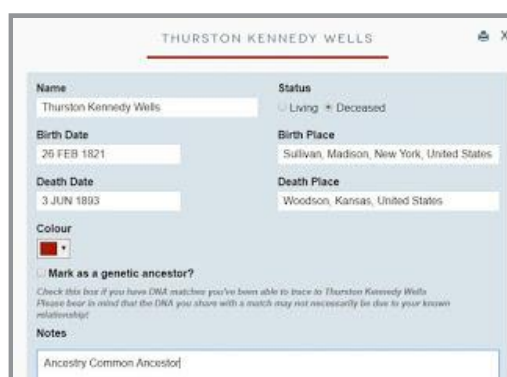 THURSTON KENNEDY WELLS
X
Name
Status
Thurston Kennedy Wells
Living Deceased
Birth Date
Birth Place
26 FEB 1821
Sullivan, Madison, New York, United States
Death Date
Death Place
3 JUN 1893
Woodson, Kansas, United States
Colour
Mark as a genetic ancestor?
Check this box if you have DNA matches you've been able to trace to Thurston Kennedy Wells
Please bear in mind that the DNA you share with a match may not necessarily be due to your known
relationship!
Notes
Ancestry Common Ancestor